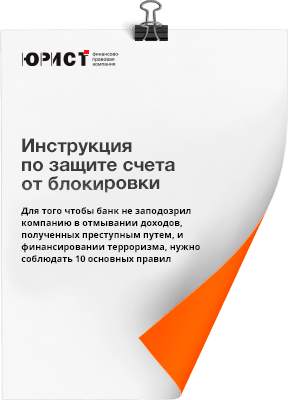 ЮРИСТ
финансово-
правовая
компания
Инструкция
по защите счета
от блокировки
Для того чтобы банк не заподозрил
компанию в отмывании доходов,
полученных преступным путем, и
финансировании терроризма, нужно
соблюдать 10 основных правил